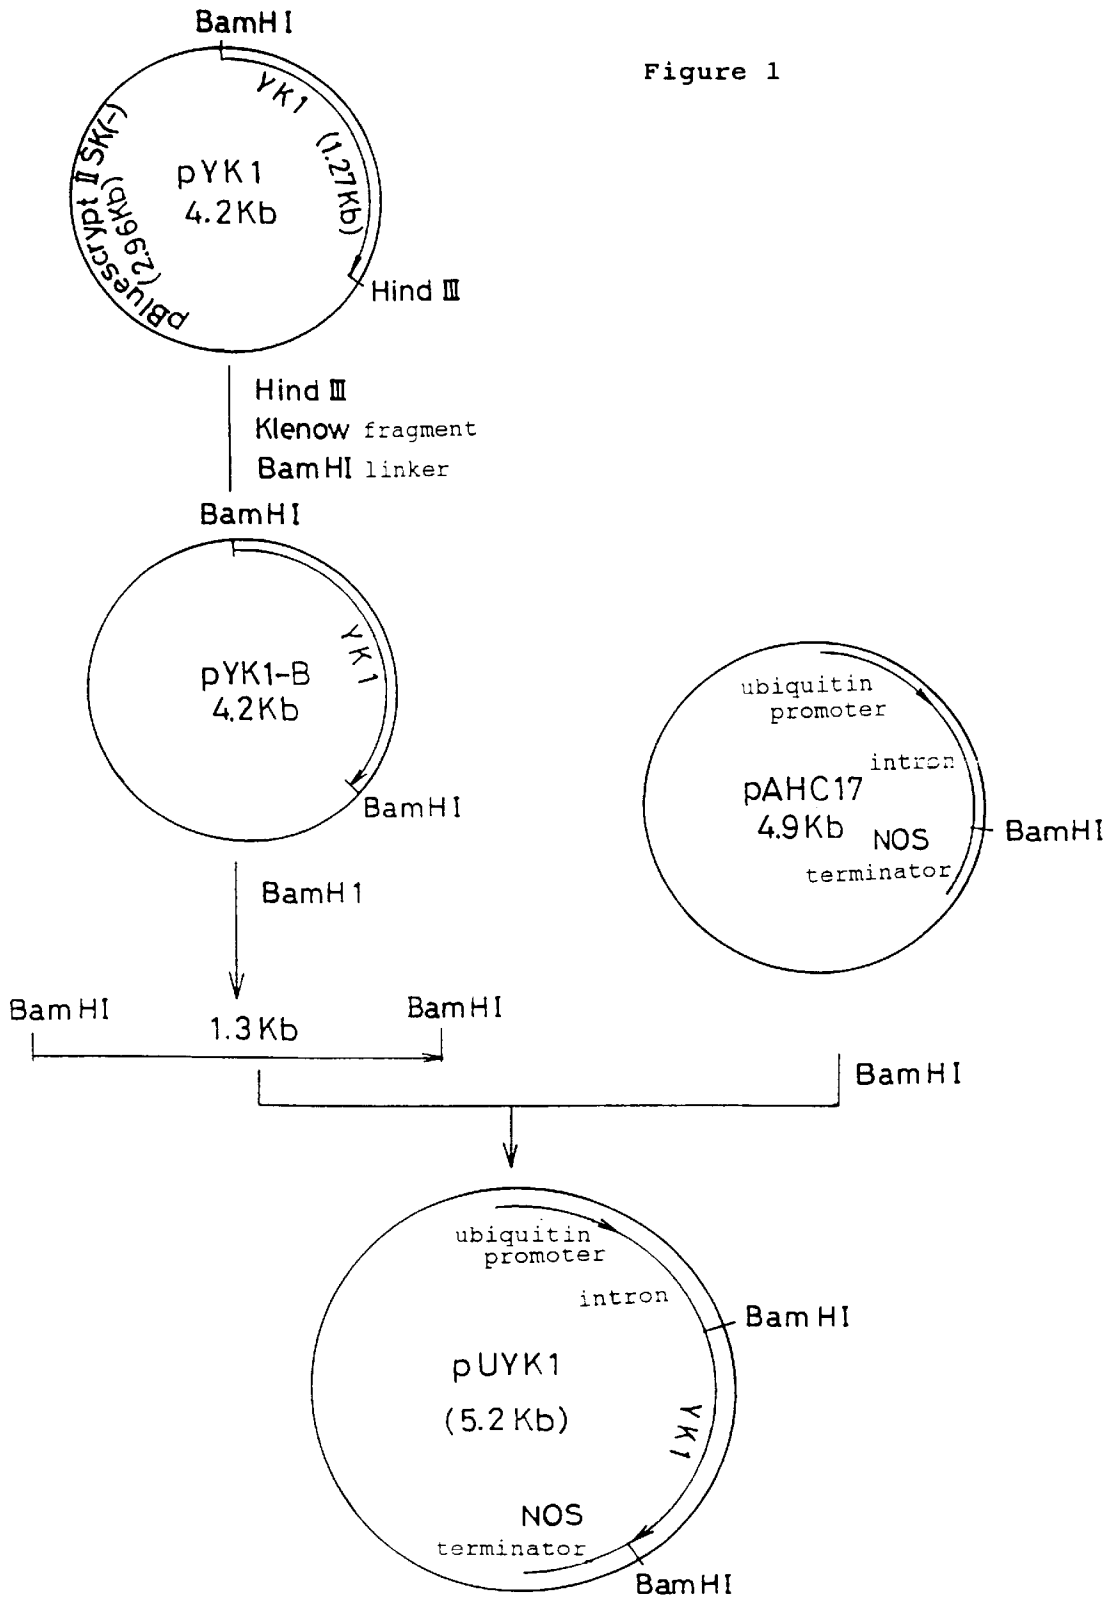 BamHI
Figure 1
YK1
(1.27Kb)
pBluescrypt II SK(-)
(2.96Kb)
pYK1
4.2Kb
Hind III
Hind III
Klenow fragment
BamHI linker
BamHI
YK1
pYK1-B
4.2Kb
BamHI
ubiquitin
promoter
intron
pAHC17
4.9Kb
NOS
terminator
BamHI
BamH1
BamHI
1.3Kb
BamHI
BamHI
ubiquitin
promoter
intron
BamHI
pUYK1
(5.2Kb)
YK1
NOS
terminator
BamHI